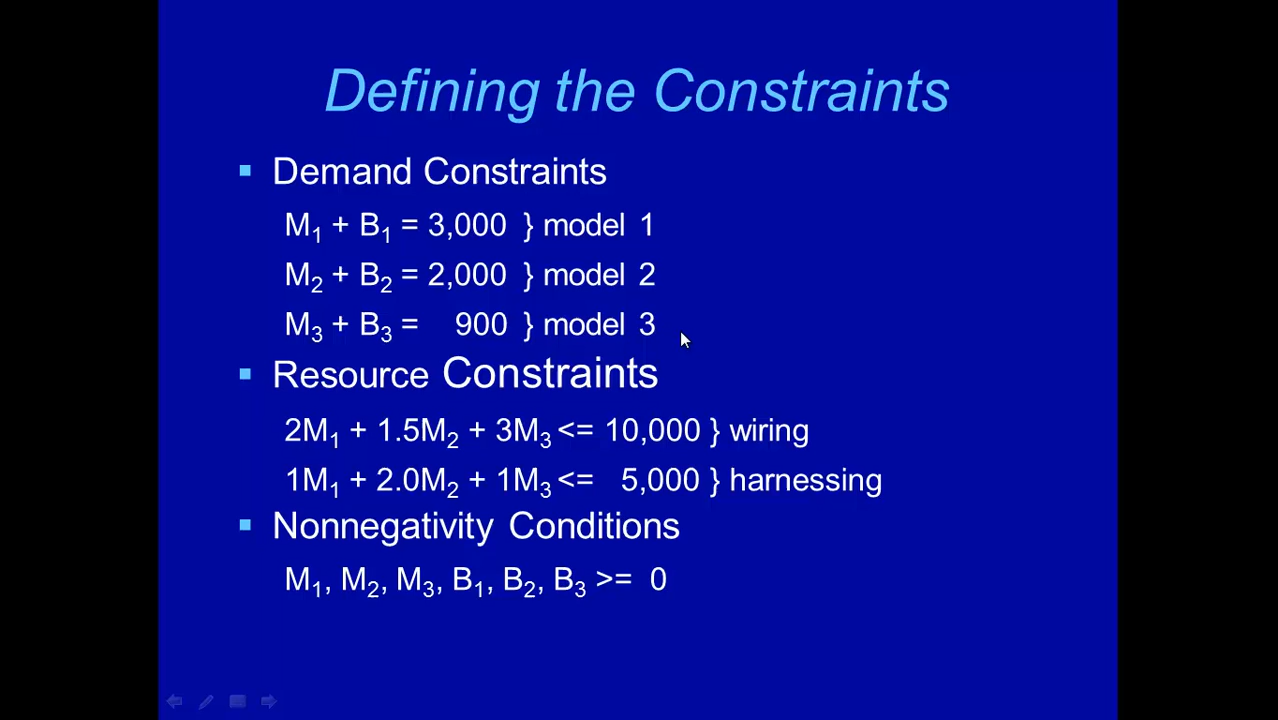 Defining the Constraints
▪ Demand Constraints
M₁ + B₁ = 3,000 } model 1
M₂ + B₂ = 2,000 } model 2
M₃ + B₃ = 900 } model 3
▪ Resource Constraints
2M₁ + 1.5M₂ + 3M₃ <= 10,000 } wiring
1M₁ + 2.0M₂ + 1M₃ <= 5,000 } harnessing
▪ Nonnegativity Conditions
M₁, M₂, M₃, B₁, B₂, B₃ >= 0